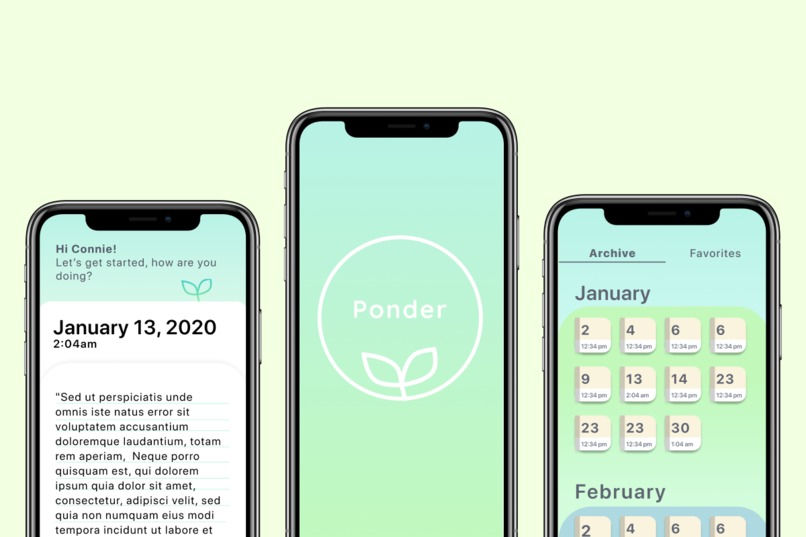 Hi Connie!
Let's get started, how are you
doing?
January 13, 2020
2:04am
"Sed ut perspiciatis unde
omnis iste natus error sit
voluptatem accusantium
doloremque laudantium, totam
rem aperiam, Neque porro
quisquam est, qui dolorem
ipsum quia dolor sit amet,
consectetur, adipisci velit, sed
quia non numquam eius modi
tempora incidunt ut labore et
Ponder
Archive Favorites
January
2 4 6 6
12:34 pm 12:34 pm 12:34 pm 12:34 pm
9 13 14 23
12:34 pm 2:04 am 12:34 pm 12:34 pm
23 23 30
12:34 pm 12:34 pm 1:04 am
February
2 4 6 6